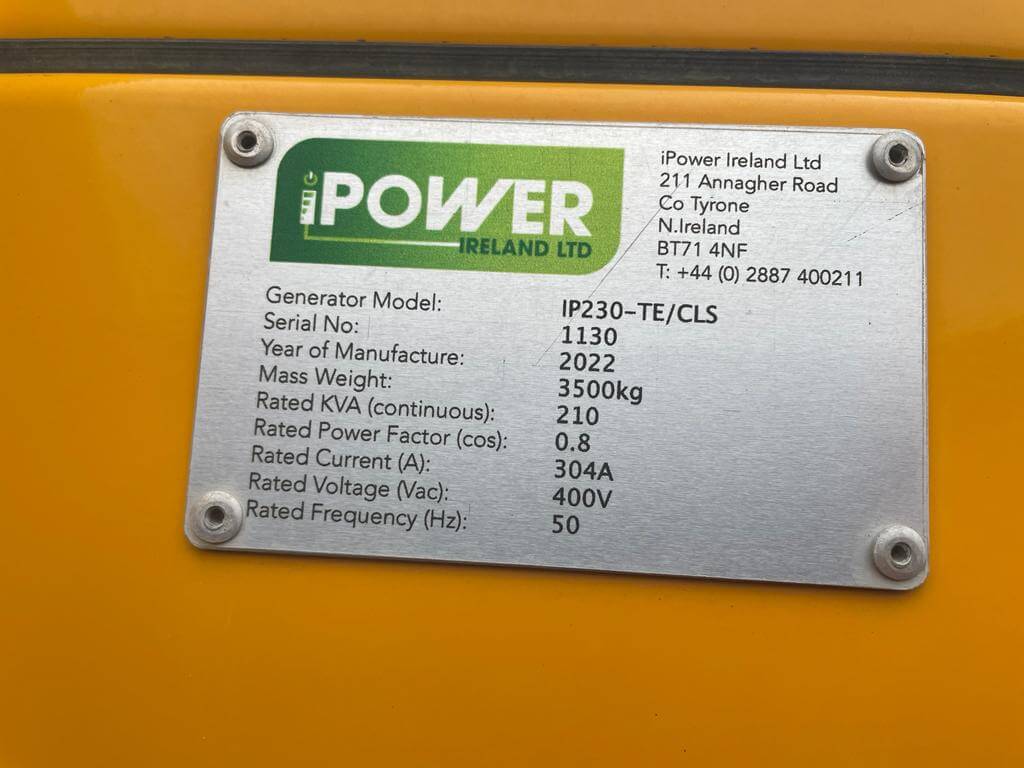 iPOWER
IRELAND LTD
iPower Ireland Ltd
211 Annagher Road
Co Tyrone
N.Ireland
BT71 4NF
T: +44 (0) 2887 400211
Generator Model: IP230-TE/CLS
Serial No: 1130
Year of Manufacture: 2022
Mass Weight: 3500kg
Rated KVA (continuous): 210
Rated Power Factor (cos): 0.8
Rated Current (A): 304A
Rated Voltage (Vac): 400V
Rated Frequency (Hz): 50